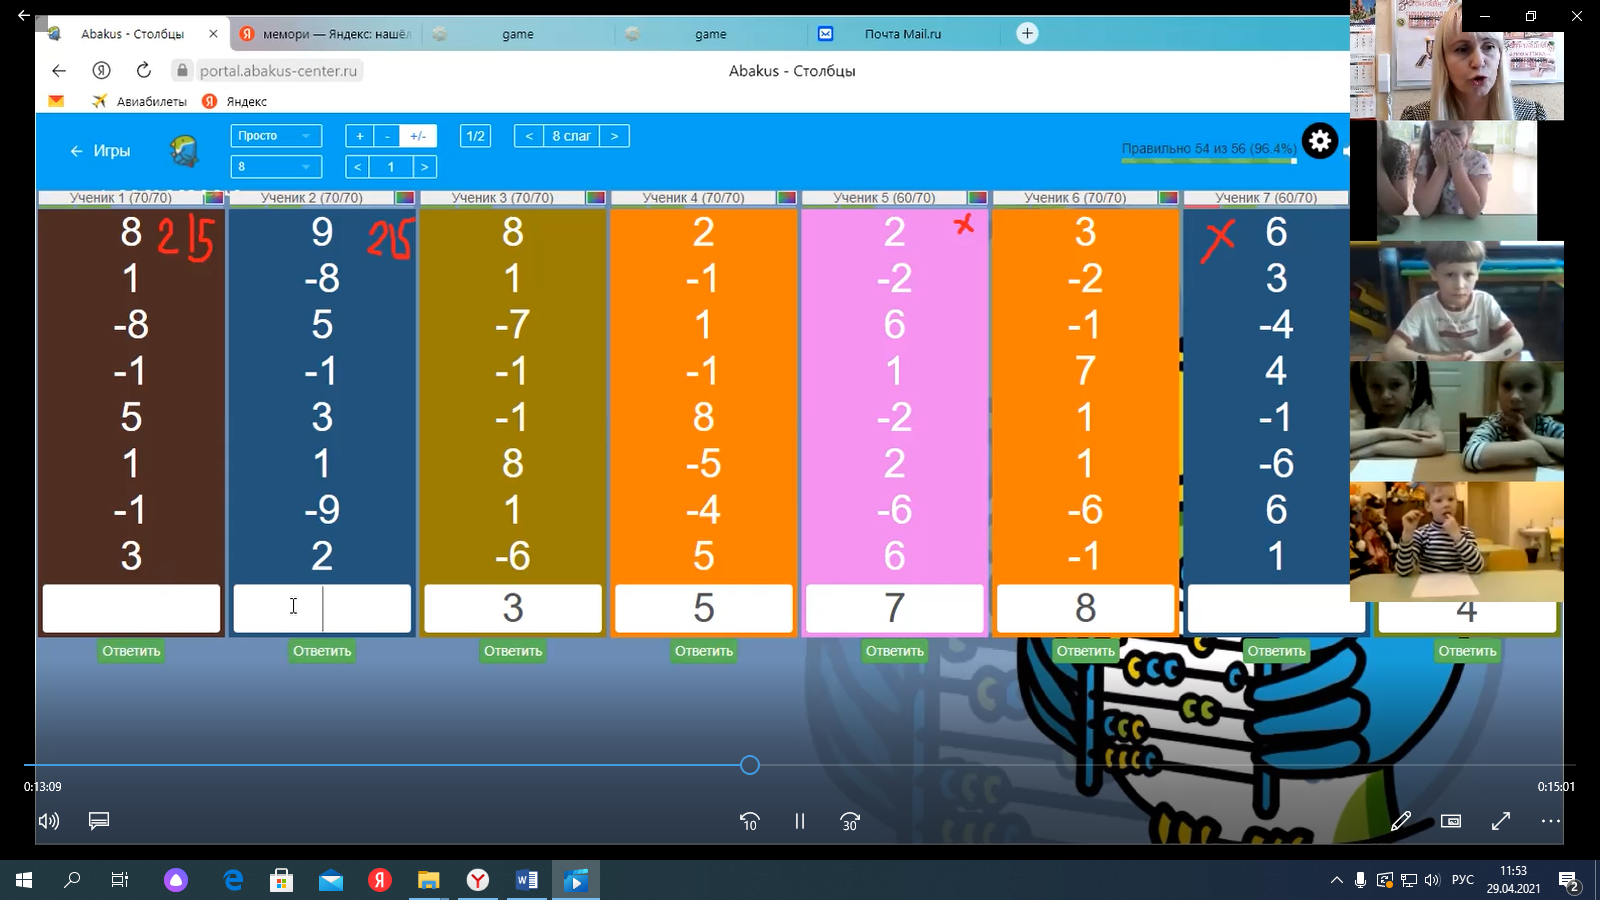 Abakus - Столбцы
мемори — Яндекс: нашёл
game
game
Почта Mail.ru
portal.abakus-center.ru
Abakus - Столбцы
Авиабилеты
Яндекс
Игры
Просто
+
-
+/-
1/2
<
8 слаг
>
8
<
1
>
Правильно 54 из 56 (96.4%)
Ученик 1 (70/70)
Ученик 2 (70/70)
Ученик 3 (70/70)
Ученик 4 (70/70)
Ученик 5 (60/70)
Ученик 6 (70/70)
Ученик 7 (60/70)
8 215 9 215 8 2 2 x 3 x 6
1 -8 1 -1 -2 -2 3
-8 5 -7 1 6 -1 -4
-1 -1 -1 -1 1 7 4
5 3 -1 8 -2 1 -1
1 1 8 -5 2 1 -6
-1 -9 1 -4 -6 -6 6
3 2 -6 5 6 -1 1
3 5 7 8 4
Ответить Ответить Ответить Ответить Ответить Ответить Ответить Ответить
0:13:09
0:15:01
10
30
РУС
11:53
29.04.2021
2